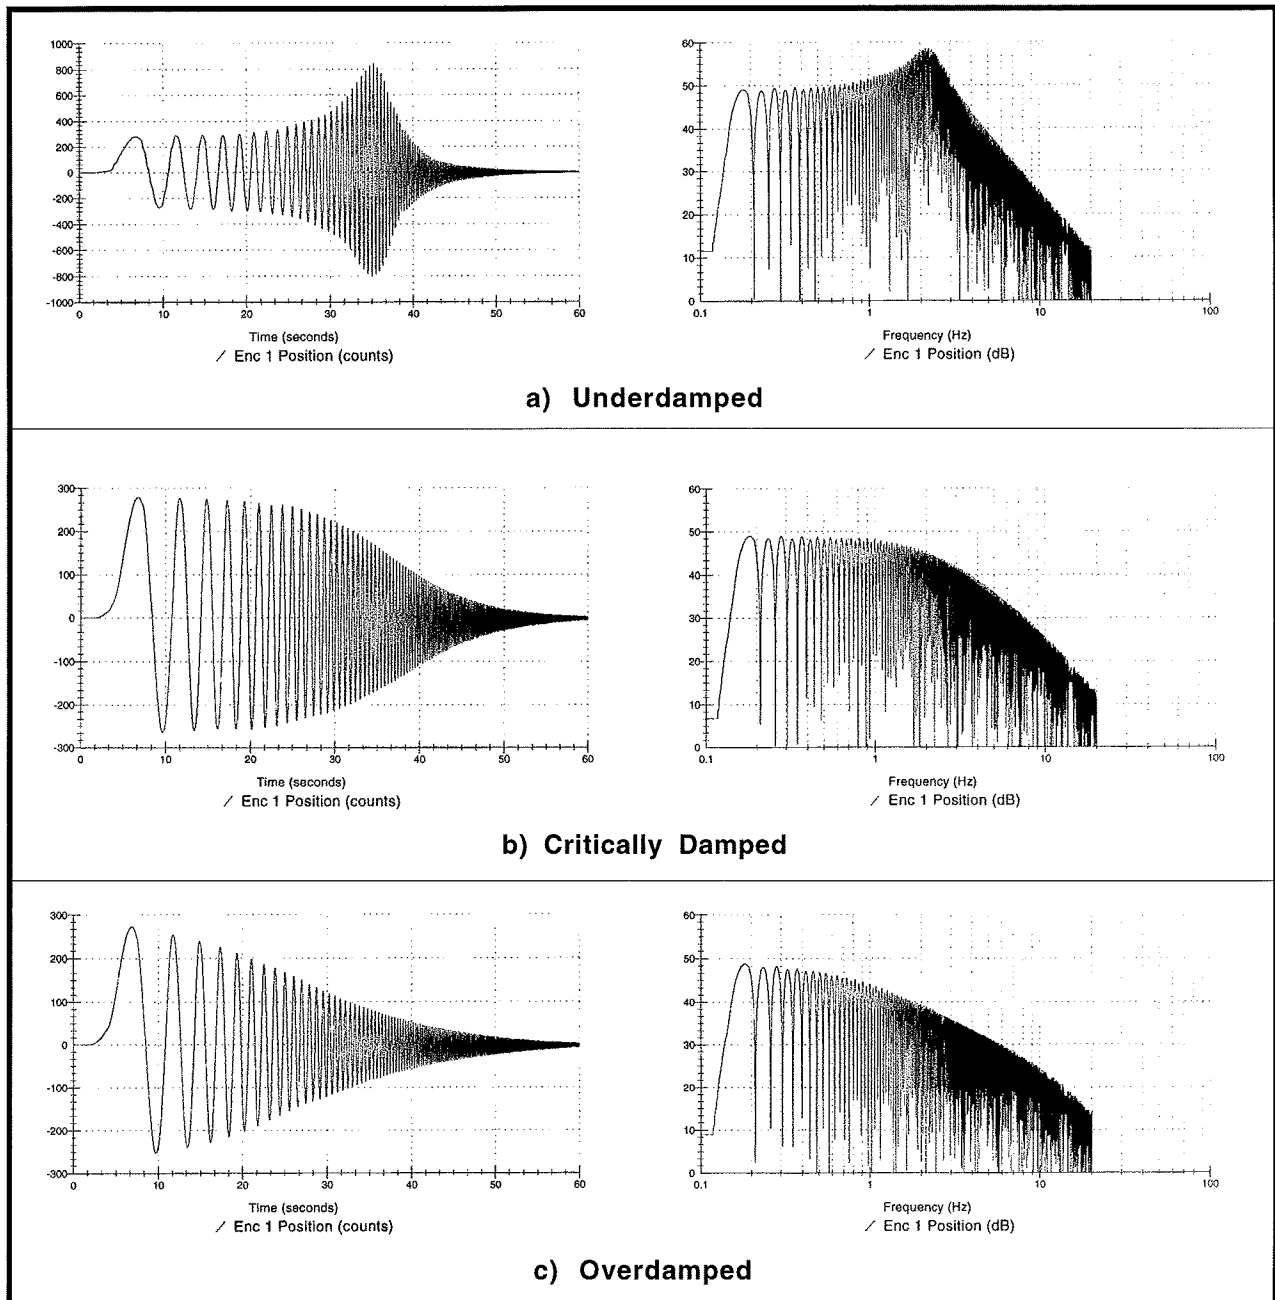 1000
800
600
400
200
0
-200
-400
-600
-800
-1000
0 10 20 30 40 50 60
Time (seconds)
Enc 1 Position (counts)
60
50
40
30
20
10
0
0.1 1 10 100
Frequency (Hz)
Enc 1 Position (dB)
a) Underdamped
300
200
100
0
-100
-200
-300
0 10 20 30 40 50 60
Time (seconds)
Enc 1 Position (counts)
60
50
40
30
20
10
0
0.1 1 10 100
Frequency (Hz)
Enc 1 Position (dB)
b) Critically Damped
300
200
100
0
-100
-200
-300
0 10 20 30 40 50 60
Time (seconds)
Enc 1 Position (counts)
60
50
40
30
20
10
0
0.1 1 10 100
Frequency (Hz)
Enc 1 Position (dB)
c) Overdamped